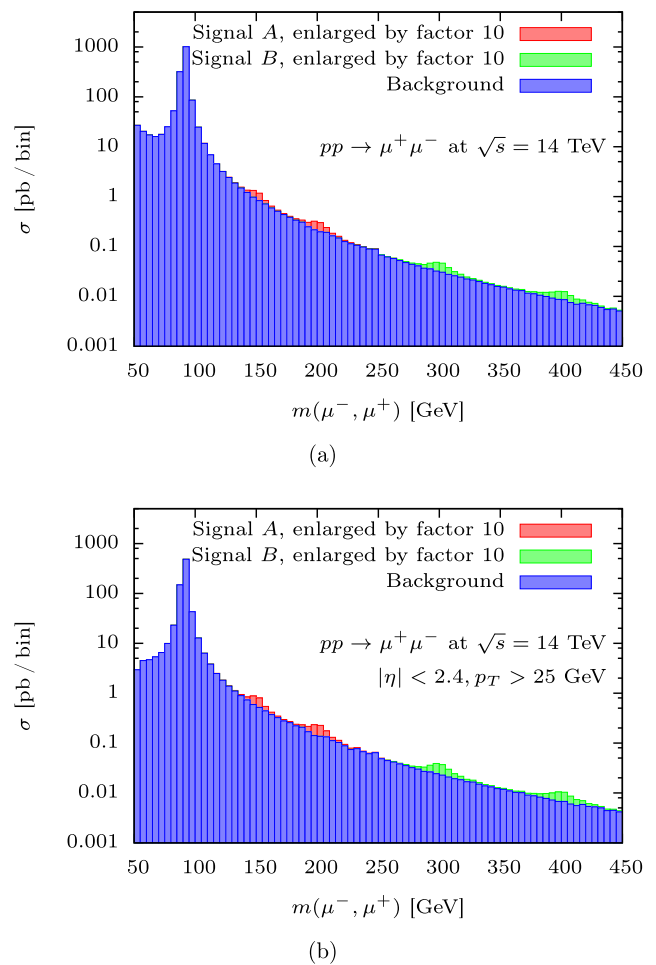 Signal A, enlarged by factor 10
Signal B, enlarged by factor 10
Background
pp → μ⁺μ⁻ at √s = 14 TeV
1000
100
10
1
0.1
0.01
0.001
σ [pb / bin]
50 100 150 200 250 300 350 400 450
m(μ⁻, μ⁺) [GeV]
(a)
Signal A, enlarged by factor 10
Signal B, enlarged by factor 10
Background
pp → μ⁺μ⁻ at √s = 14 TeV
|η| < 2.4, p_T > 25 GeV
1000
100
10
1
0.1
0.01
0.001
σ [pb / bin]
50 100 150 200 250 300 350 400 450
m(μ⁻, μ⁺) [GeV]
(b)